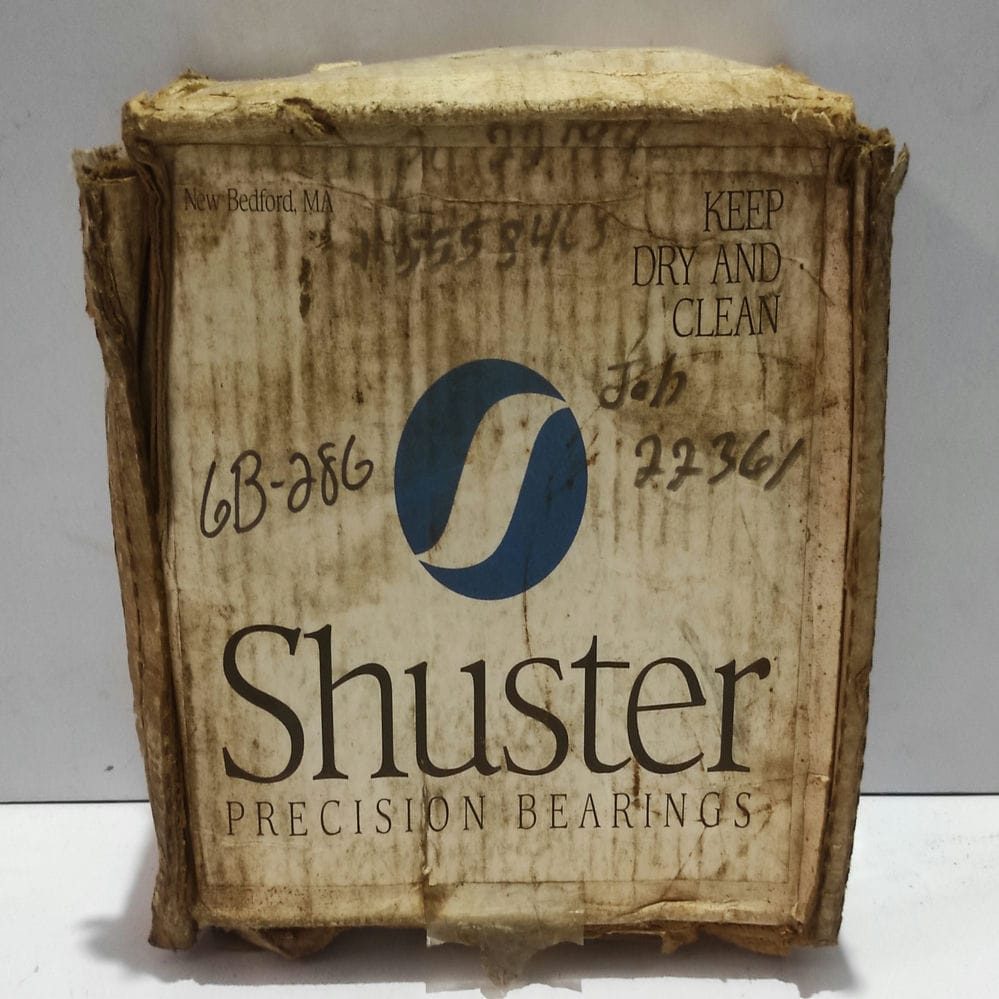 New Bedford, MA
KEEP
DRY AND
CLEAN
Job
22361
6B-286
Shuster
PRECISION BEARINGS